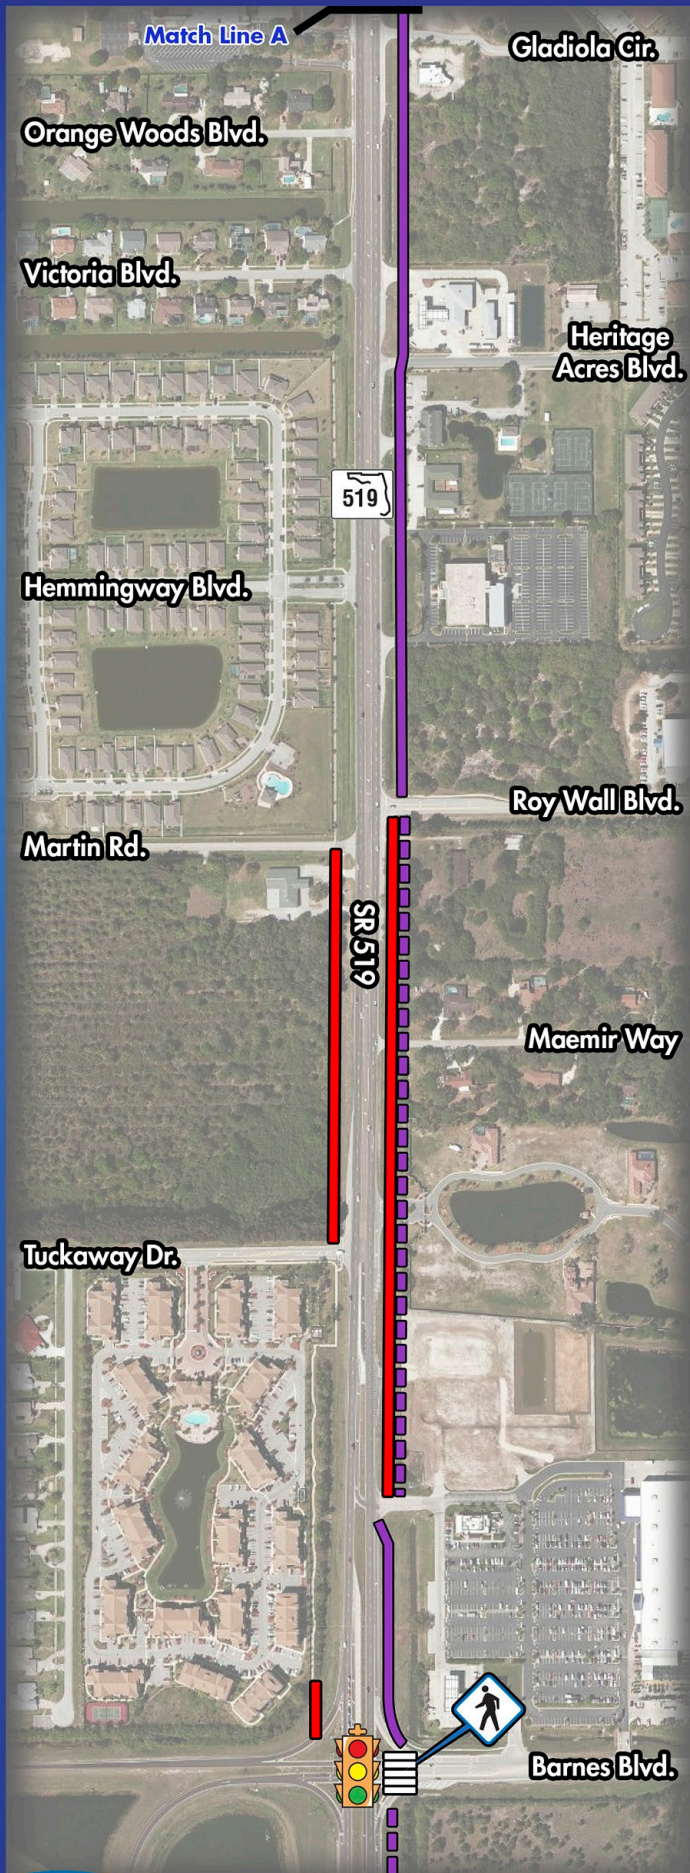 Match Line A
Gladiola Cir.
Orange Woods Blvd.
Victoria Blvd.
Heritage
Acres Blvd.
519
Hemmingway Blvd.
Roy Wall Blvd.
Martin Rd.
SR 519
Maemir Way
Tuckaway Dr.
Barnes Blvd.